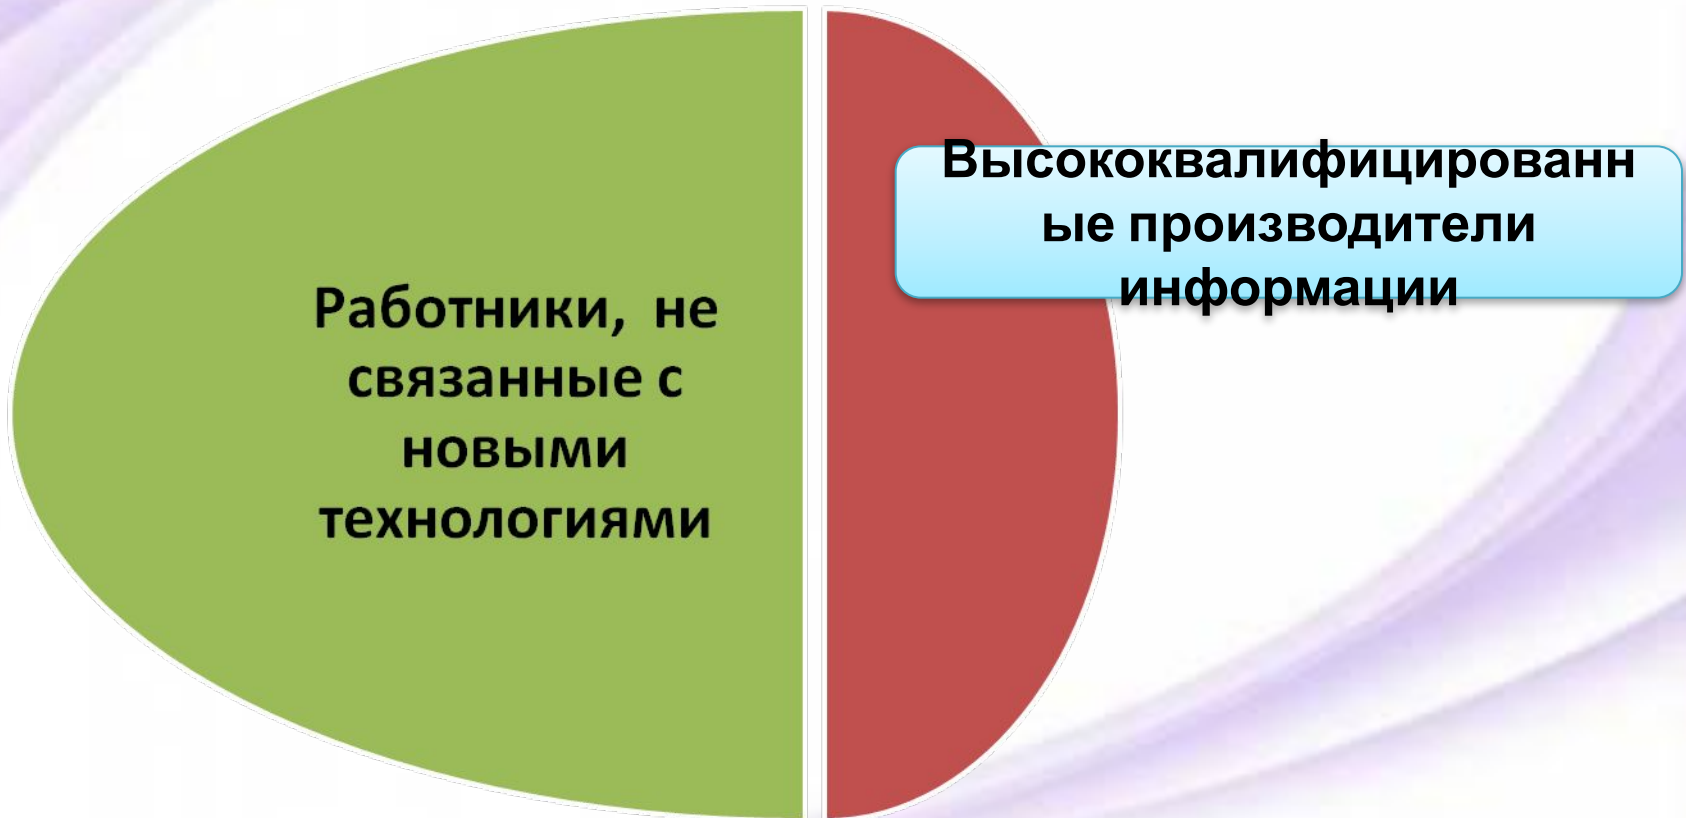 Работники, не
связанные с
новыми
технологиями
Высококвалифицированн
ые производители
информации